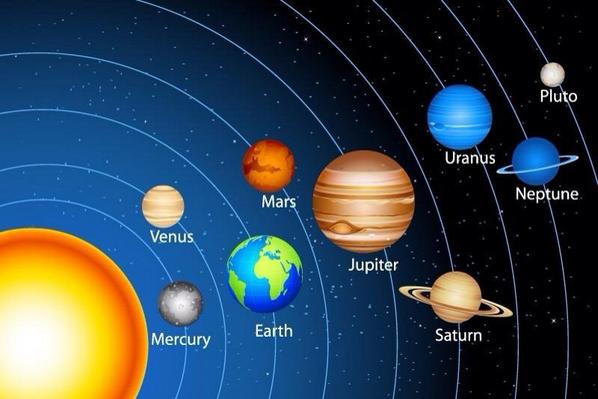 Pluto
Uranus
Neptune
Mars
Venus
Jupiter
Earth
Mercury
Saturn